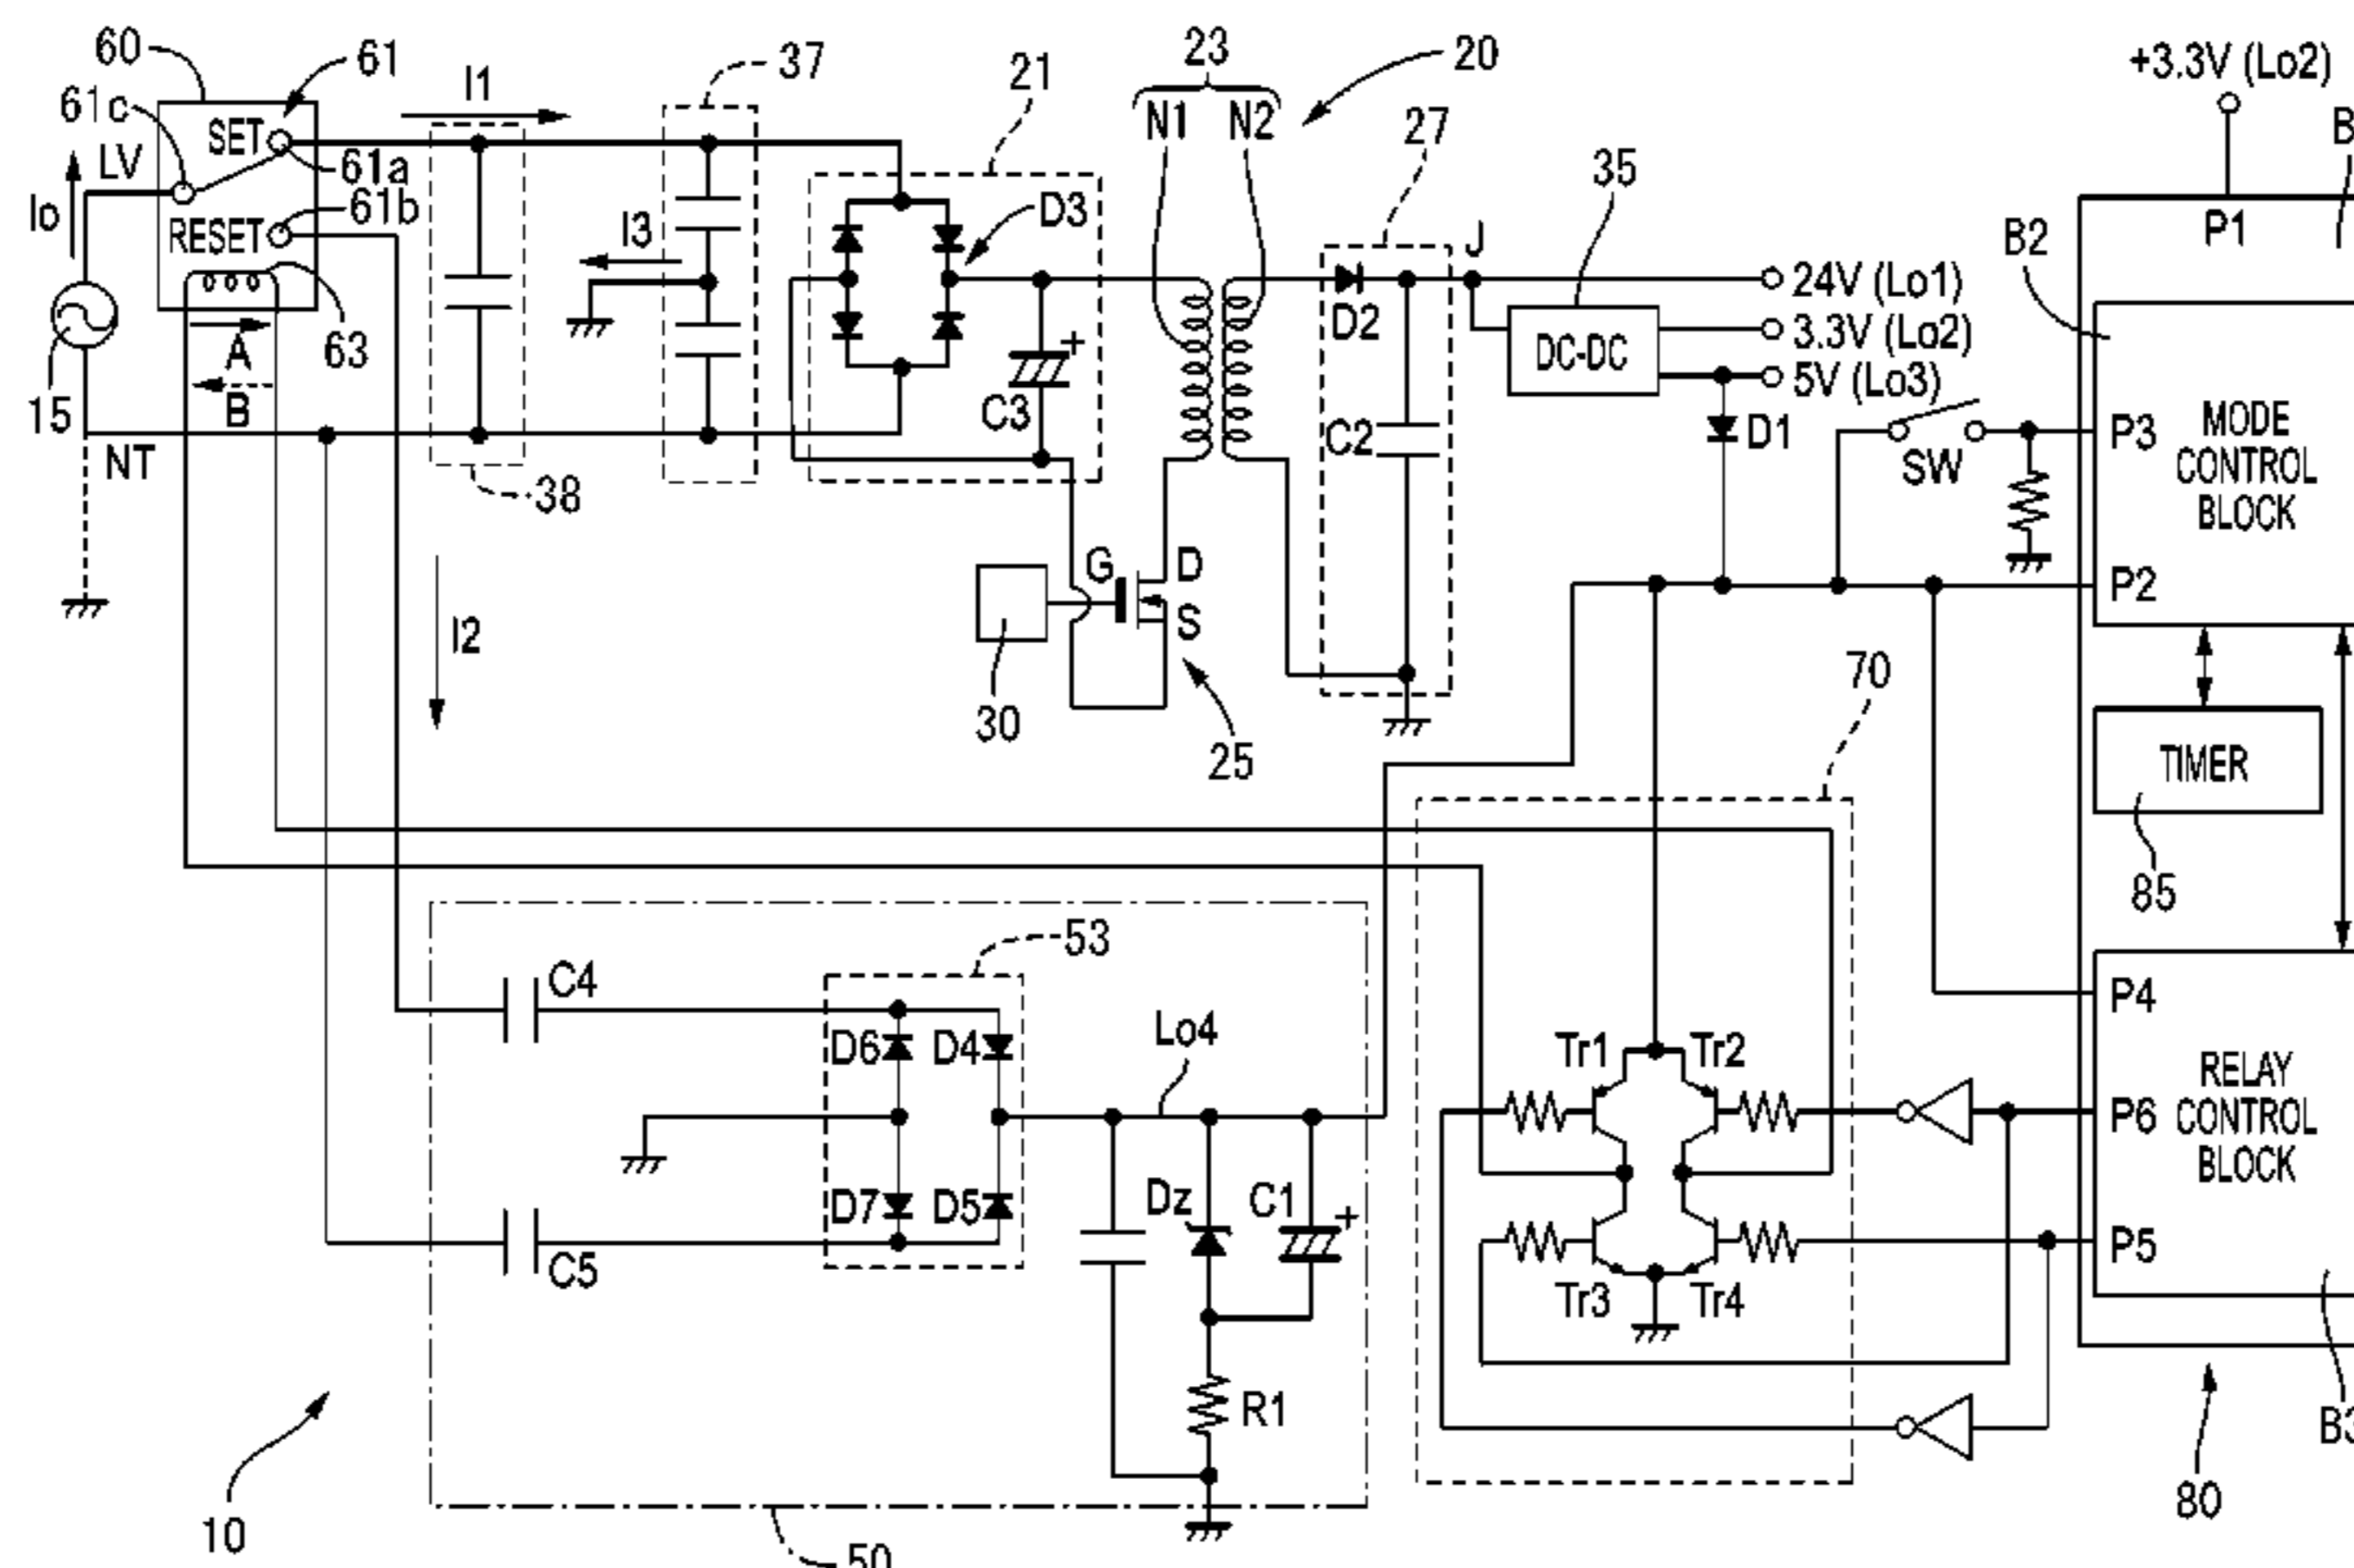 60
61
I1
37
21
23
N1 N2
20
+3.3V (Lo2)
61c
SET
LV
61a
61b
RESET
Io
I3
D3
27
35
J
B
P1
B2
24V (Lo1)
3.3V (Lo2)
5V (Lo3)
D2
DC-DC
63
A
B
15
NT
38
C3
C2
D1
SW
P3
MODE
CONTROL
BLOCK
P2
G
D
S
I2
30
25
70
TIMER
85
53
C4
D6
D4
Lo4
Tr1
Tr2
P4
RELAY
CONTROL
BLOCK
P6
P5
D7
D5
Dz
C1
+
+
C5
Tr3
Tr4
R1
10
50
80
B3